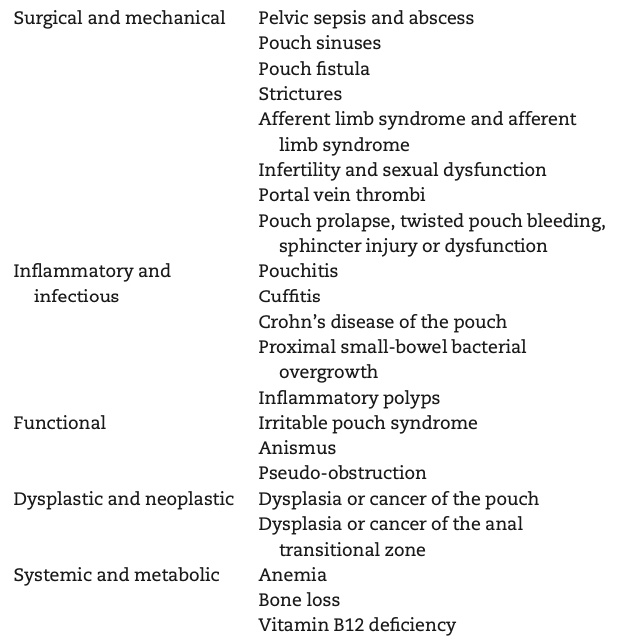 Surgical and mechanical Pelvic sepsis and abscess
Pouch sinuses
Pouch fistula
Strictures
Afferent limb syndrome and afferent
limb syndrome
Infertility and sexual dysfunction
Portal vein thrombi
Pouch prolapse, twisted pouch bleeding,
sphincter injury or dysfunction
Inflammatory and Pouchitis
infectious Cuffitis
Crohn's disease of the pouch
Proximal small-bowel bacterial
overgrowth
Inflammatory polyps
Functional Irritable pouch syndrome
Anismus
Pseudo-obstruction
Dysplastic and neoplastic Dysplasia or cancer of the pouch
Dysplasia or cancer of the anal
transitional zone
Systemic and metabolic Anemia
Bone loss
Vitamin B12 deficiency